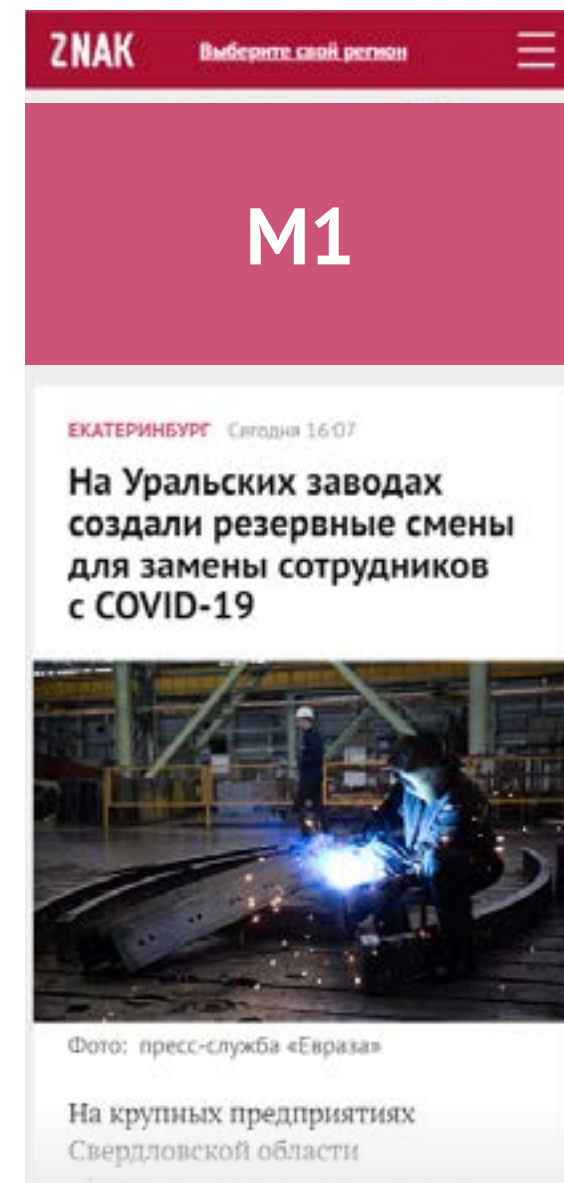 ZNAK Выберите свой регион
M1
ЕКАТЕРИНБУРГ Сегодня 16:07
На Уральских заводах
создали резервные смены
для замены сотрудников
с COVID-19
Фото: пресс-служба «Евраза»
На крупных предприятиях
Свердловской области